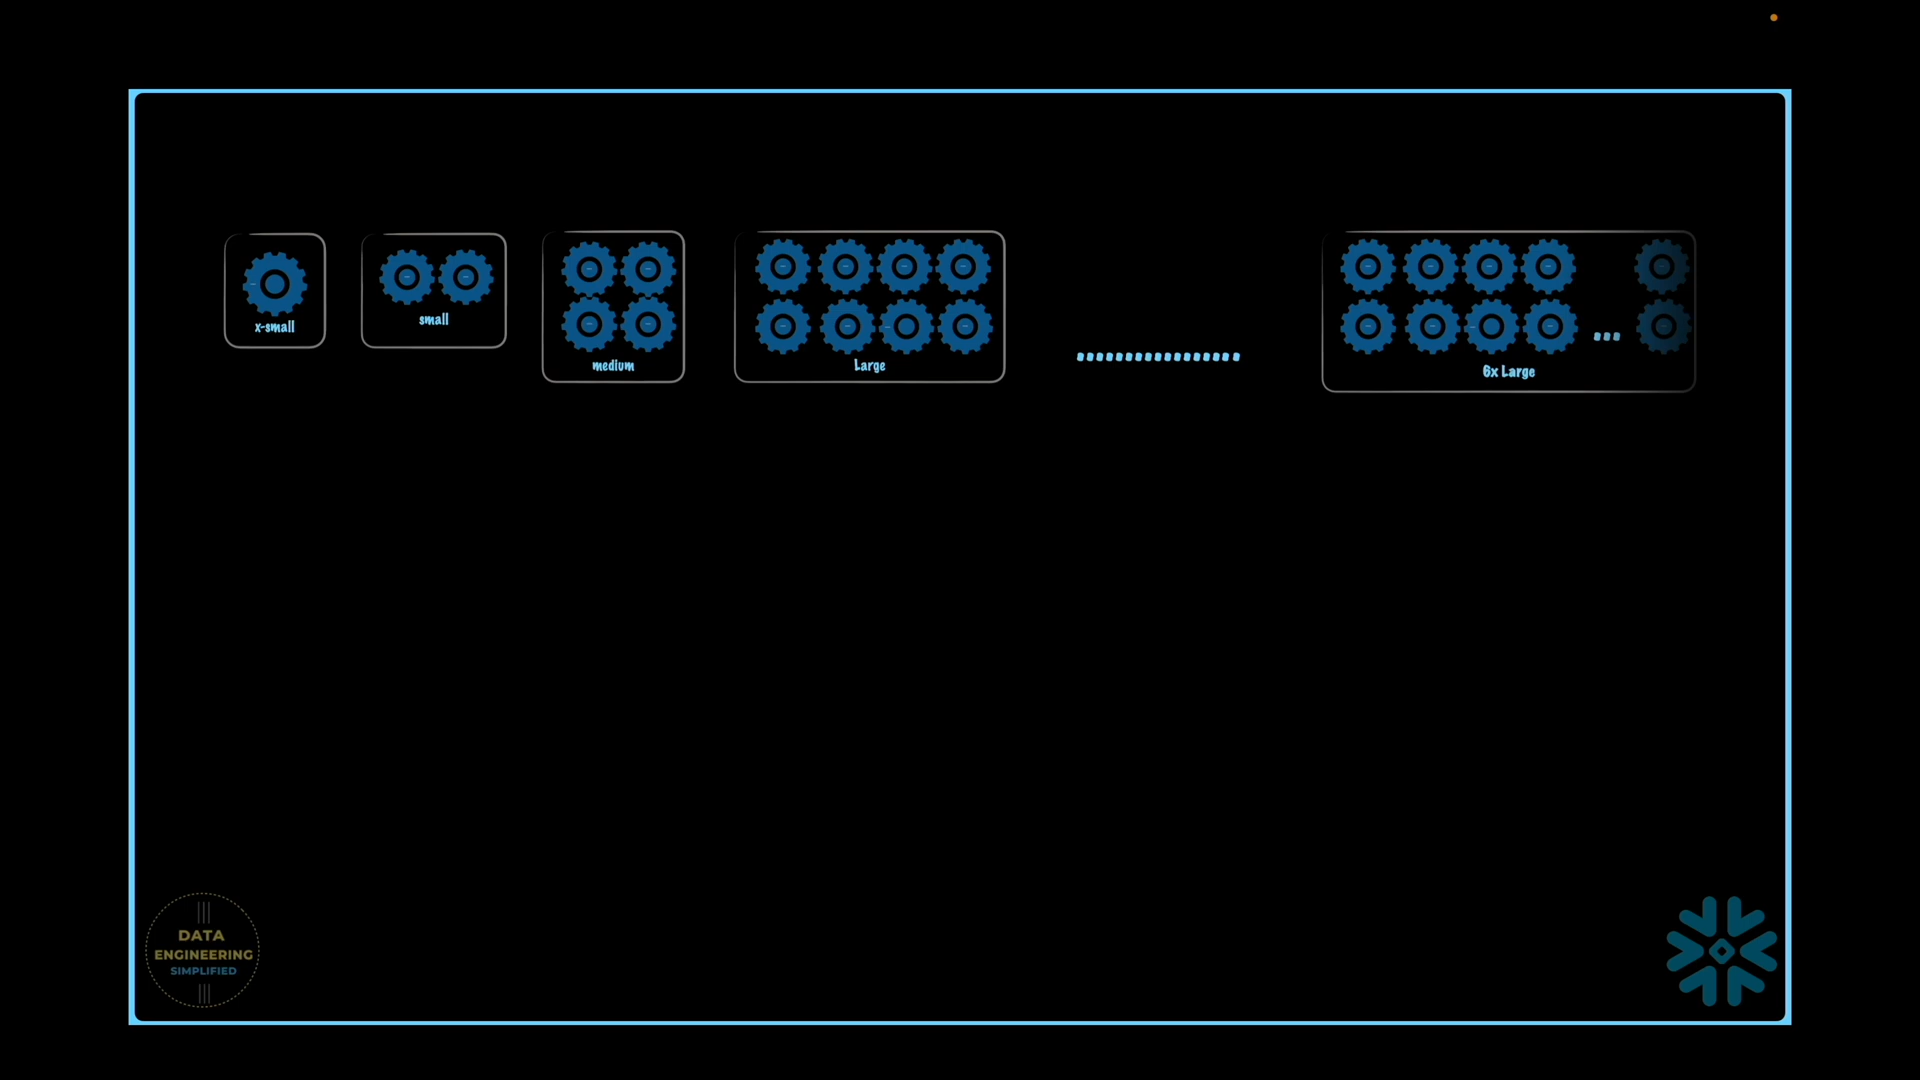 x-small
small
medium
Large
6x Large
DATA
ENGINEERING
SIMPLIFIED